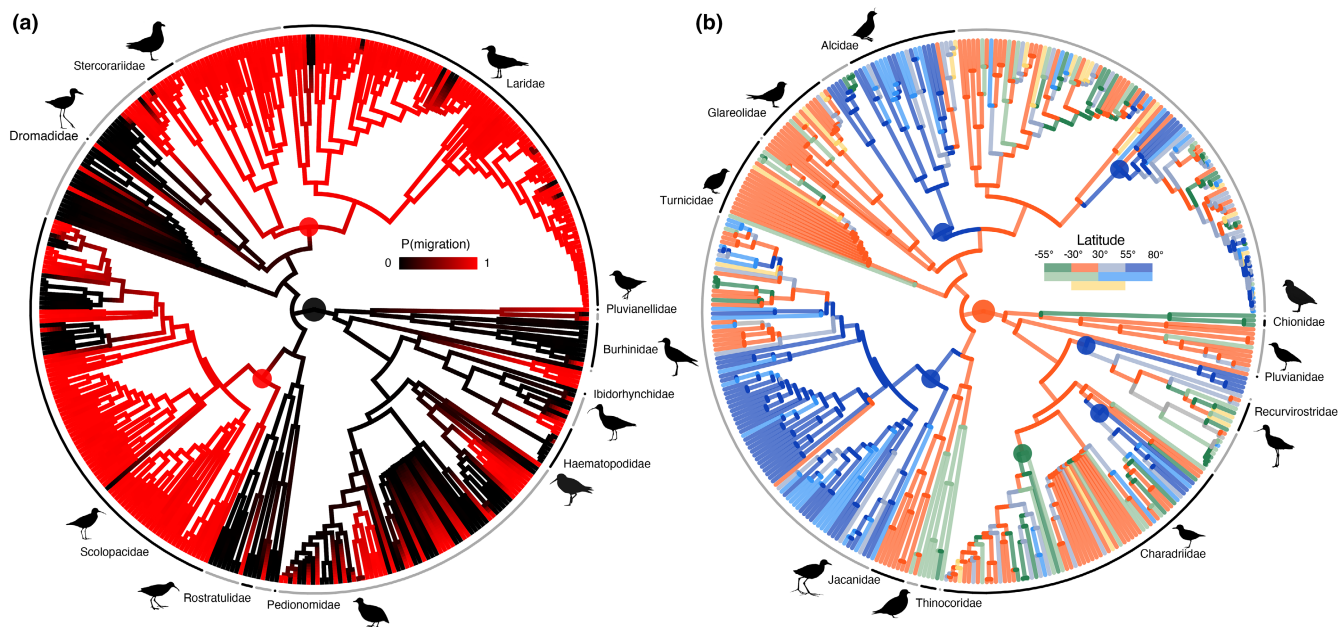 (a)
Stercorariidae
Laridae
Dromadidae
P(migration)
0 1
Pluvianellidae
Burhinidae
Ibidorhynchidae
Haematopodidae
Scolopacidae
Rostratulidae
Pedionomidae
(b)
Alcidae
Glareolidae
Turnicidae
Latitude
-55° -30° 30° 55° 80°
Chionidae
Pluvianidae
Recurvirostridae
Charadriidae
Jacanidae
Thinocoridae